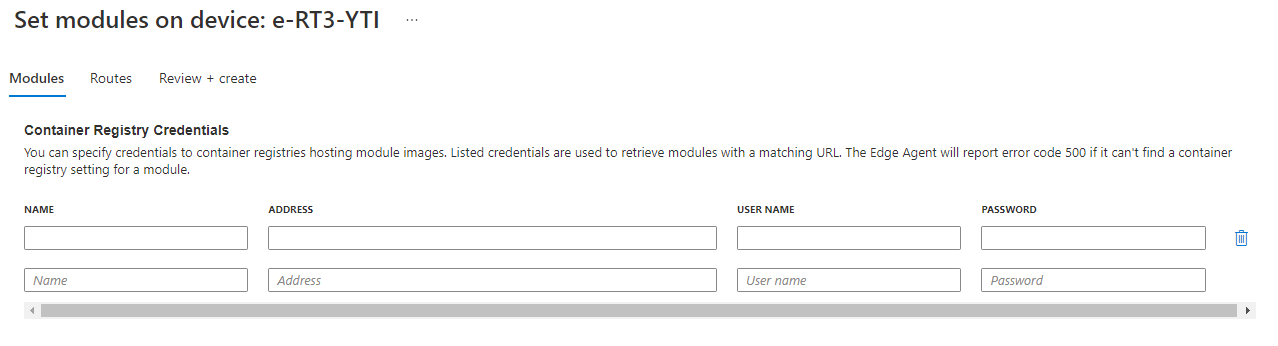 Set modules on device: e-RT3-YTI ...
Modules Routes Review + create
Container Registry Credentials
You can specify credentials to container registries hosting module images. Listed credentials are used to retrieve modules with a matching URL. The Edge Agent will report error code 500 if it can't find a container
registry setting for a module.
NAME ADDRESS USER NAME PASSWORD
Name Address User name Password